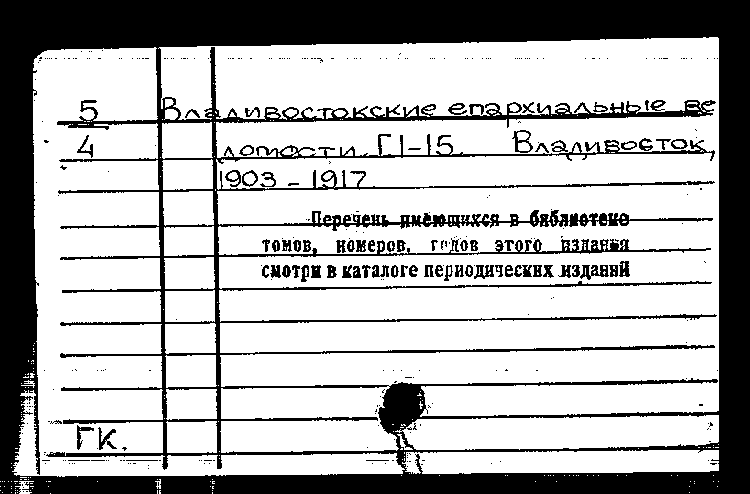 5 Владивостокские епархиальные ве
4 домости. Г1-15. Владивосток,
1903 - 1917
Перечень имеющихся в библиотеке
томов, номеров, годов этого издания
смотри в каталоге периодических изданий
ГК.